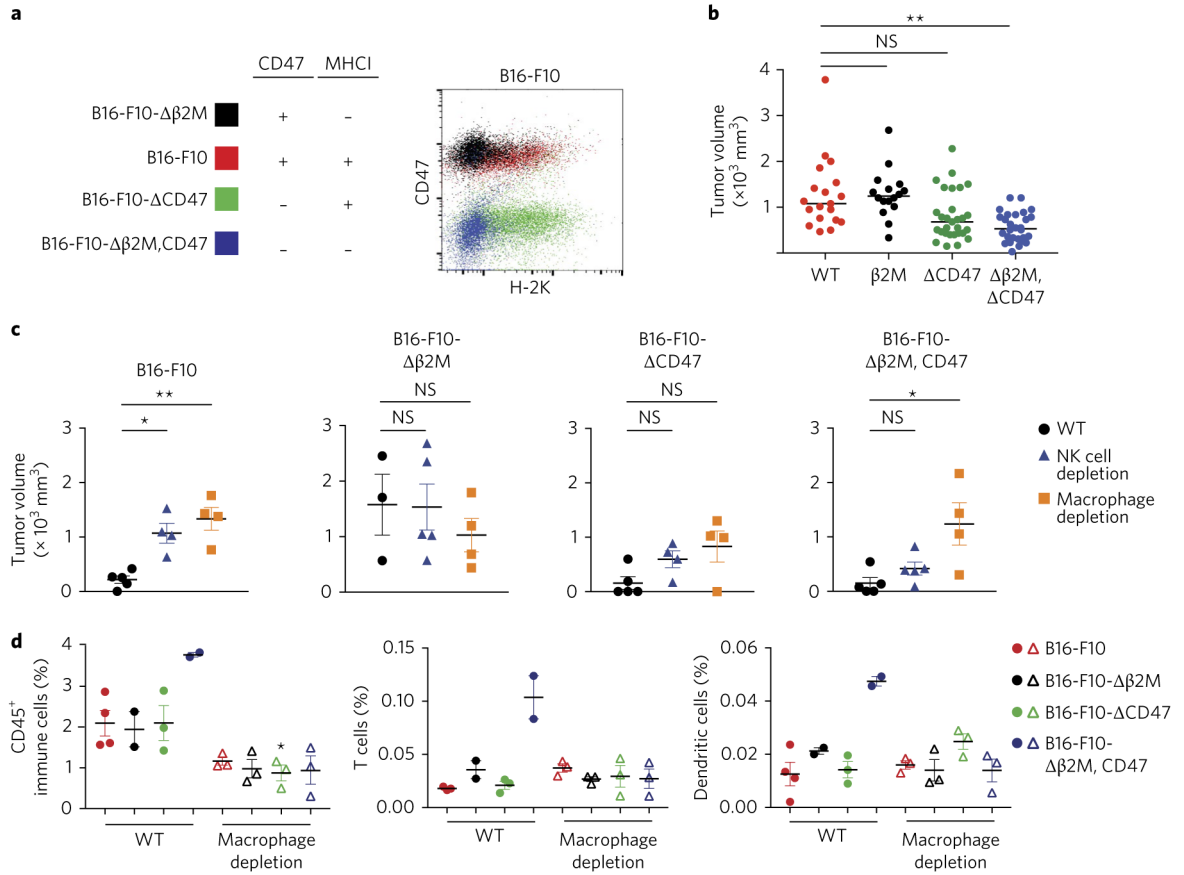 a
CD47 MHCI
B16-F10-Δβ2M + −
B16-F10 + +
B16-F10-ΔCD47 − +
B16-F10-Δβ2M,CD47 − −
B16-F10
CD47
H-2K
b
**
NS
4
3
2
1
Tumor volume
(×10³ mm³)
WT β2M ΔCD47 Δβ2M,
ΔCD47
c
B16-F10
**
*
3
2
1
0
Tumor volume
(× 10³ mm³)
B16-F10-
Δβ2M
NS
NS
3
2
1
0
B16-F10-
ΔCD47
NS
NS
3
2
1
0
B16-F10-
Δβ2M, CD47
*
NS
3
2
1
0
WT
NK cell
depletion
Macrophage
depletion
d
4
3
2
1
0
CD45⁺
immune cells (%)
*
WT Macrophage
depletion
0.15
0.10
0.05
0.00
T cells (%)
WT Macrophage
depletion
0.06
0.04
0.02
0.00
Dendritic cells (%)
WT Macrophage
depletion
B16-F10
B16-F10-Δβ2M
B16-F10-ΔCD47
B16-F10-
Δβ2M, CD47